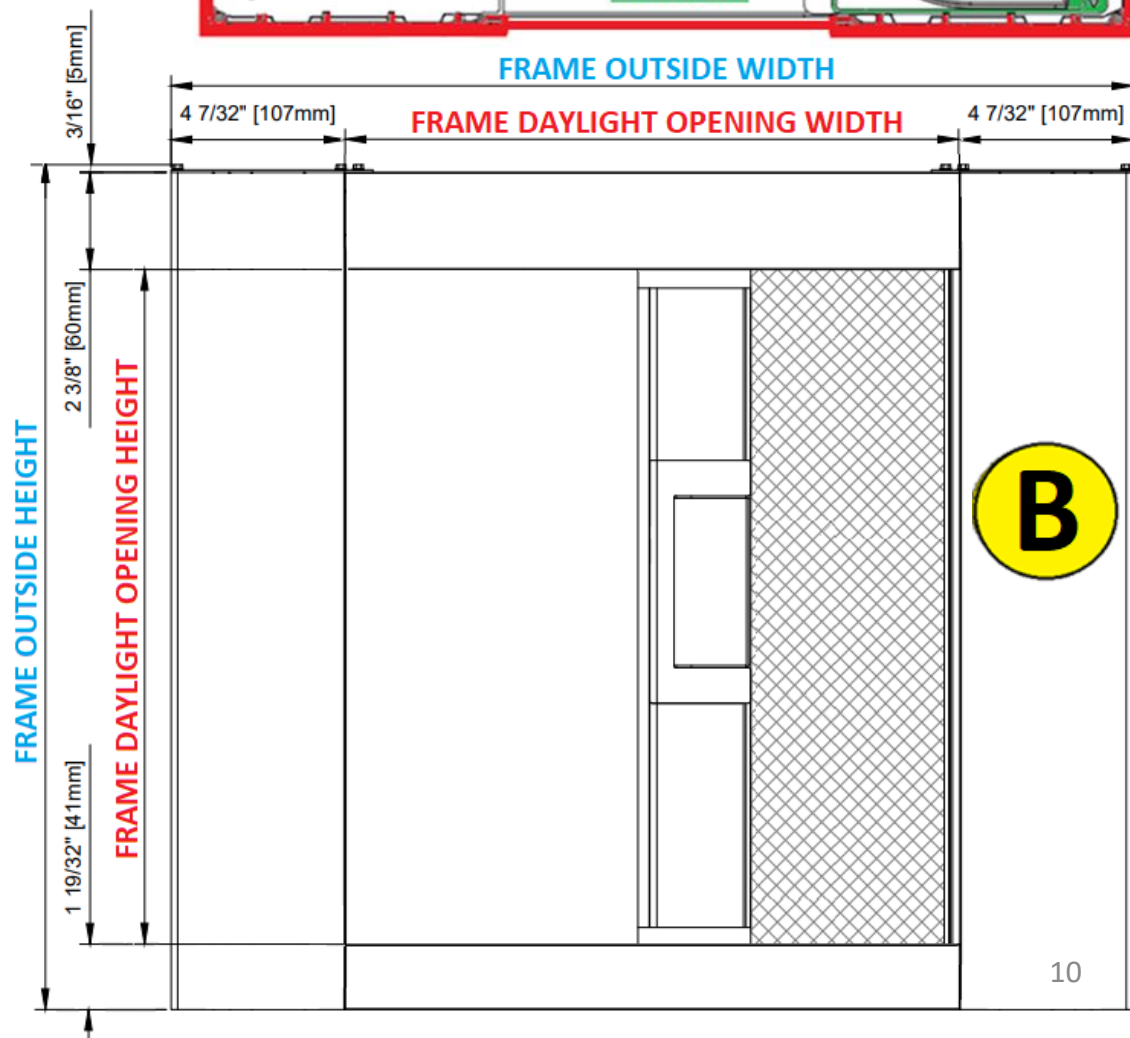 FRAME OUTSIDE WIDTH
3/16" [5mm]
4 7/32" [107mm]
FRAME DAYLIGHT OPENING WIDTH
4 7/32" [107mm]
2 3/8" [60mm]
FRAME OUTSIDE HEIGHT
FRAME DAYLIGHT OPENING HEIGHT
B
1 19/32" [41mm]
10